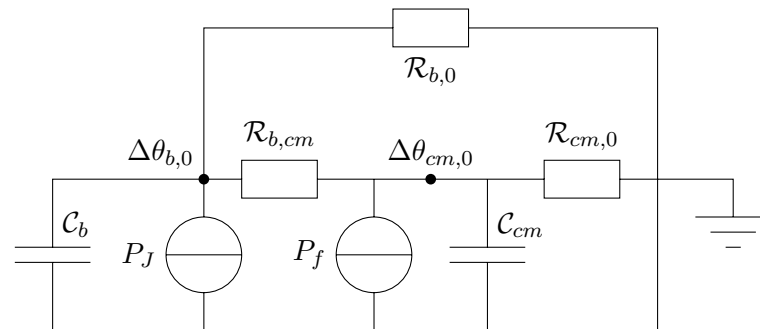 ℛ_{b,0}
ℛ_{b,cm}
ℛ_{cm,0}
Δθ_{b,0}
Δθ_{cm,0}
𝒞_b
P_J
P_f
𝒞_{cm}